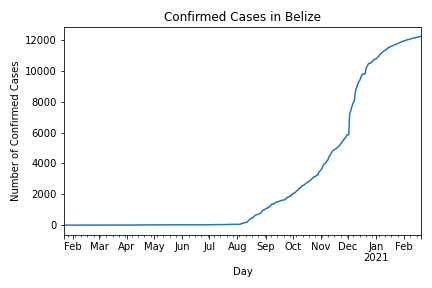 Confirmed Cases in Belize
Number of Confirmed Cases
12000
10000
8000
6000
4000
2000
0
Feb Mar Apr May Jun Jul Aug Sep Oct Nov Dec Jan Feb
2021
Day